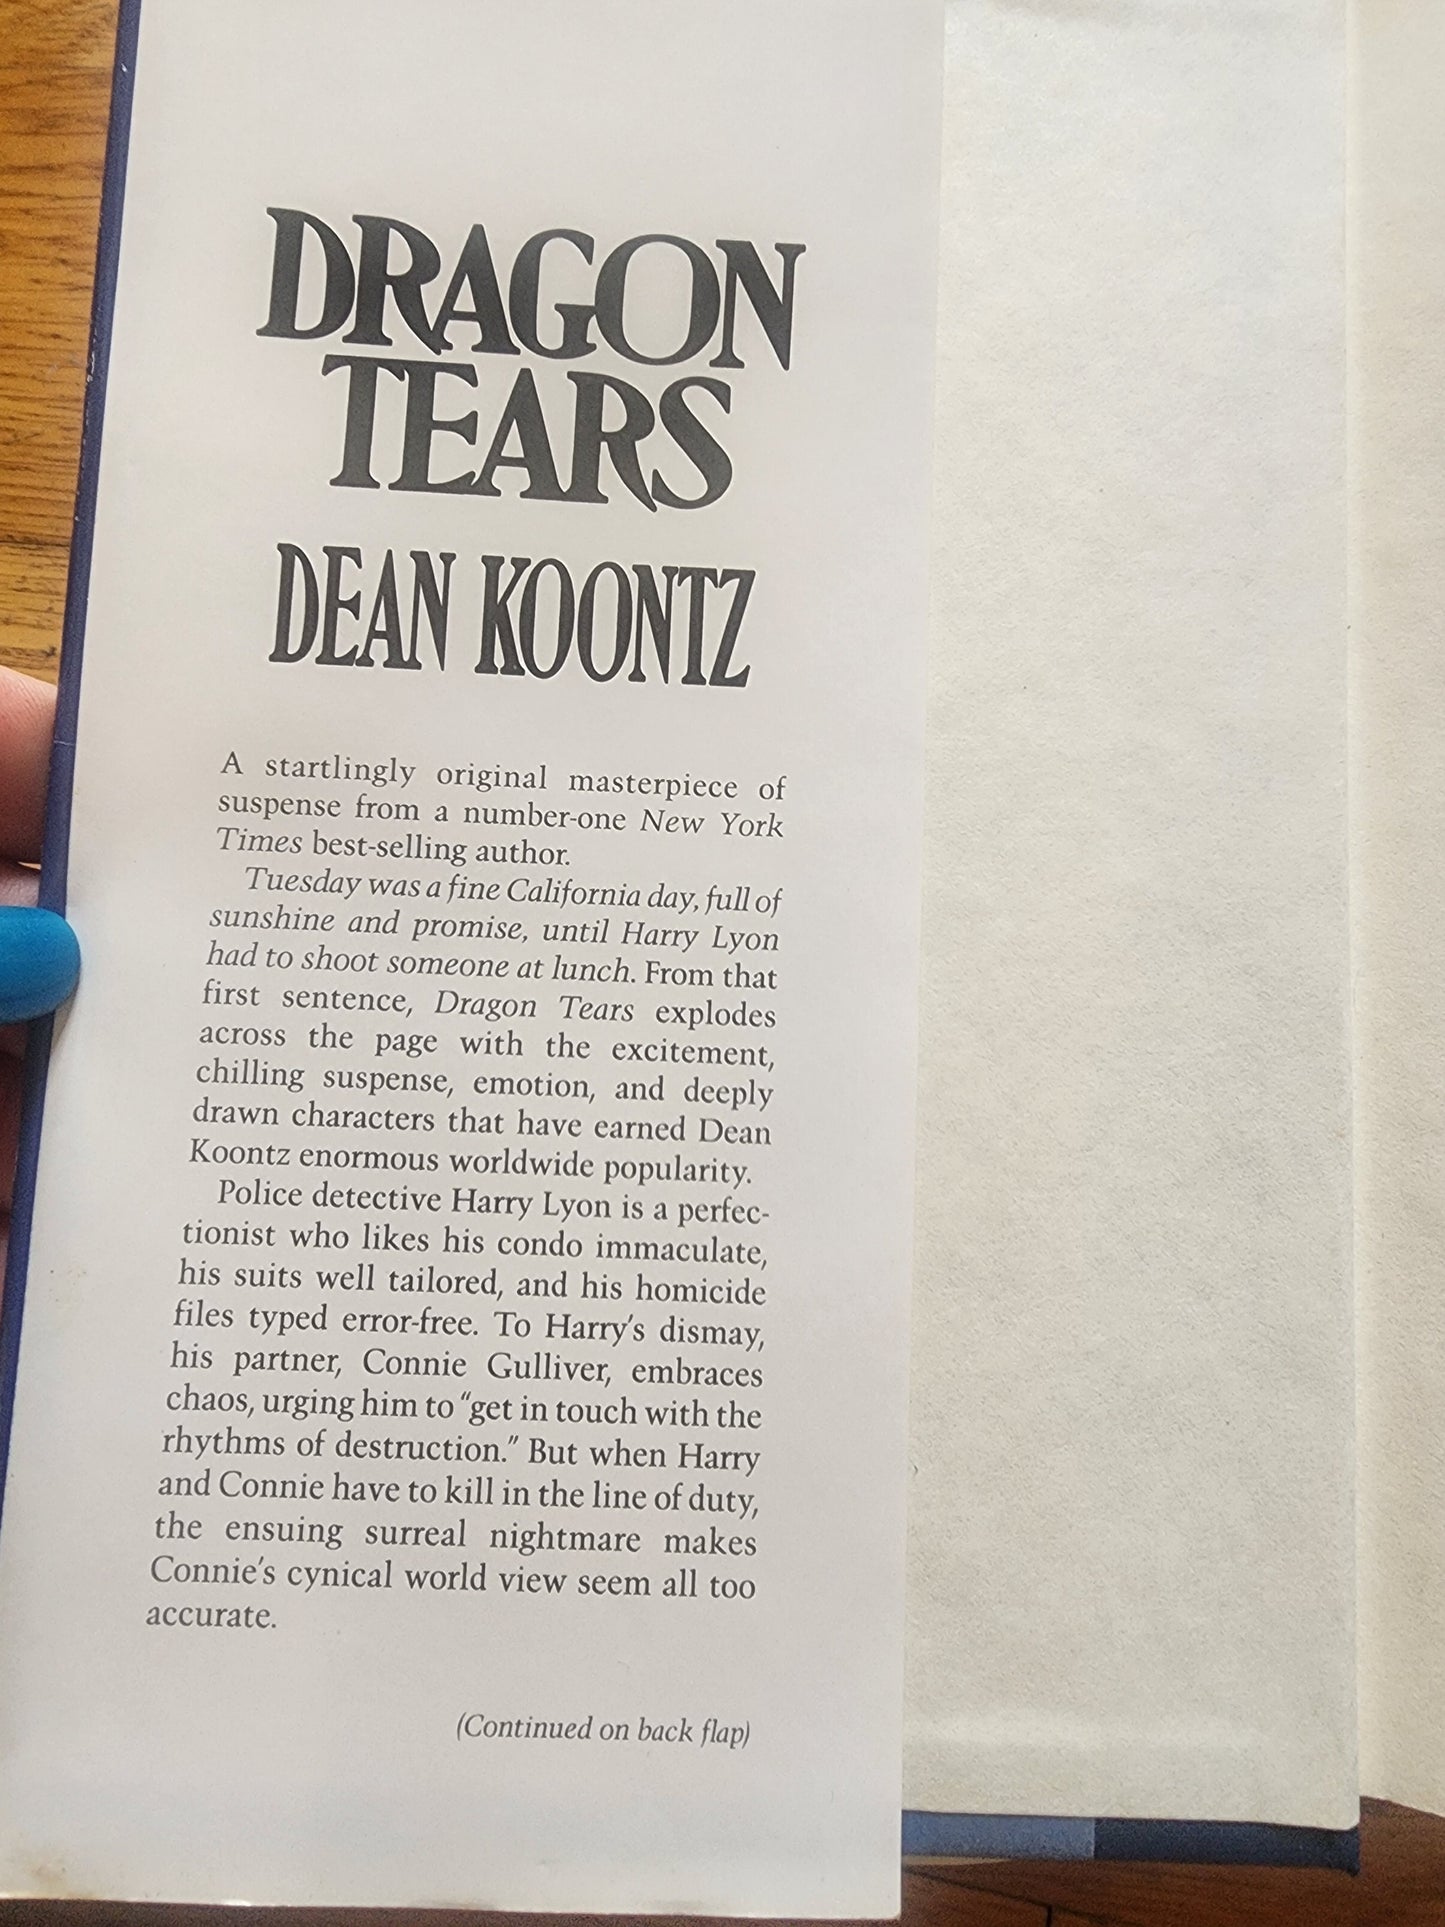 DRAGON
TEARS
DEAN KOONTZ
A startlingly original masterpiece of
suspense from a number-one New York
Times best-selling author.
Tuesday was a fine California day, full of
sunshine and promise, until Harry Lyon
had to shoot someone at lunch. From that
first sentence, Dragon Tears explodes
across the page with the excitement,
chilling suspense, emotion, and deeply
drawn characters that have earned Dean
Koontz enormous worldwide popularity.
Police detective Harry Lyon is a perfec-
tionist who likes his condo immaculate,
his suits well tailored, and his homicide
files typed error-free. To Harry's dismay,
his partner, Connie Gulliver, embraces
chaos, urging him to "get in touch with the
rhythms of destruction." But when Harry
and Connie have to kill in the line of duty,
the ensuing surreal nightmare makes
Connie's cynical world view seem all too
accurate.
(Continued on back flap)